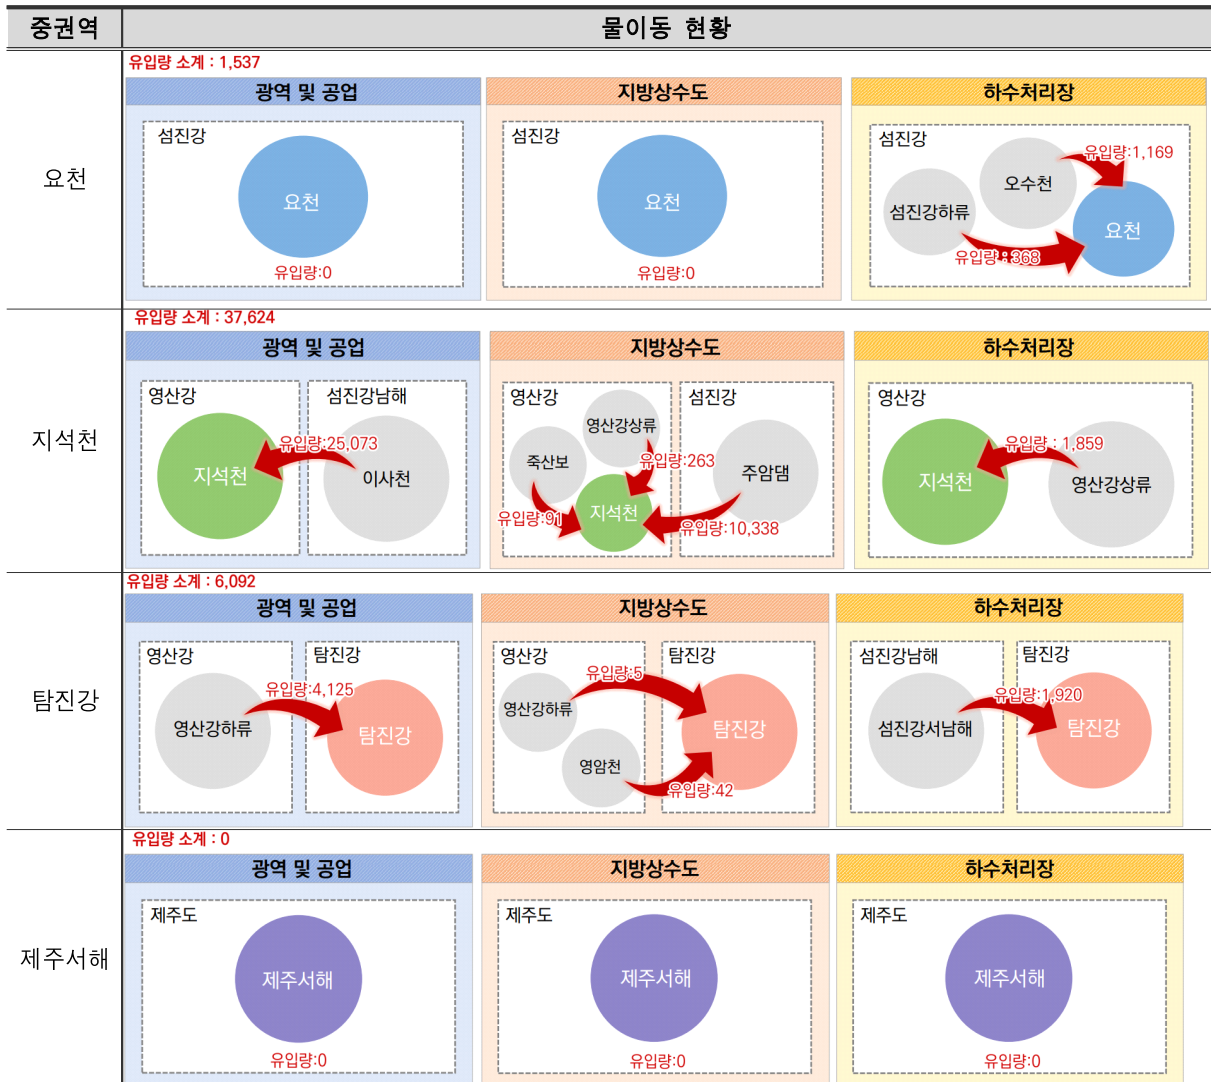 중권역
물이동 현황
요천
유입량 소계 : 1,537
광역 및 공업
섬진강
요천
유입량:0
지방상수도
섬진강
요천
유입량:0
하수처리장
섬진강
유입량:1,169
오수천
섬진강하류
요천
유입량 : 368
지석천
유입량 소계 : 37,624
광역 및 공업
영산강
섬진강남해
유입량:25,073
지석천
이사천
지방상수도
영산강
섬진강
영산강상류
유입량:263
죽산보
주암댐
지석천
유입량:91
유입량:10,338
하수처리장
영산강
유입량 : 1,859
지석천
영산강상류
탐진강
유입량 소계 : 6,092
광역 및 공업
영산강
탐진강
유입량:4,125
영산강하류
탐진강
지방상수도
영산강
탐진강
유입량:5
영산강하류
탐진강
영암천
유입량:42
하수처리장
섬진강남해
탐진강
유입량:1,920
섬진강서남해
탐진강
제주서해
유입량 소계 : 0
광역 및 공업
제주도
제주서해
유입량:0
지방상수도
제주도
제주서해
유입량:0
하수처리장
제주도
제주서해
유입량:0